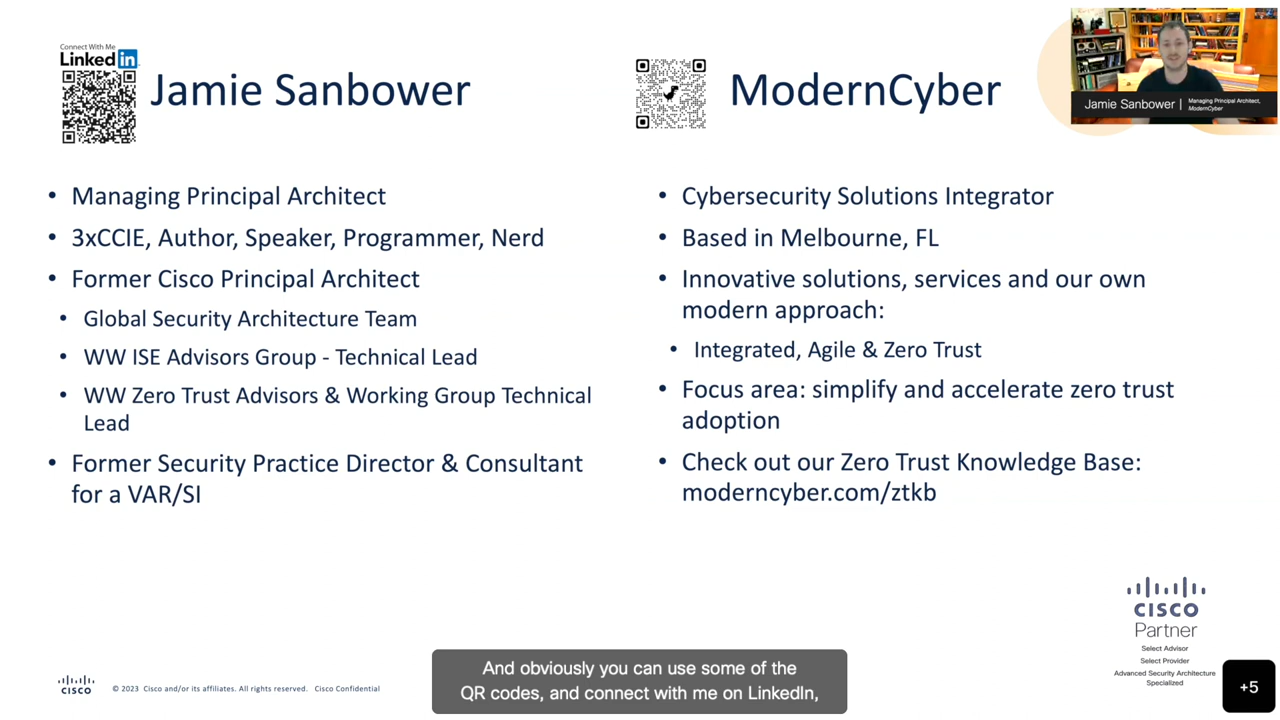 Connect With Me
LinkedIn
Jamie Sanbower
• Managing Principal Architect
• 3xCCIE, Author, Speaker, Programmer, Nerd
• Former Cisco Principal Architect
• Global Security Architecture Team
• WW ISE Advisors Group - Technical Lead
• WW Zero Trust Advisors & Working Group Technical
Lead
• Former Security Practice Director & Consultant
for a VAR/SI
ModernCyber
• Cybersecurity Solutions Integrator
• Based in Melbourne, FL
• Innovative solutions, services and our own
modern approach:
• Integrated, Agile & Zero Trust
• Focus area: simplify and accelerate zero trust
adoption
• Check out our Zero Trust Knowledge Base:
moderncyber.com/ztkb
Jamie Sanbower | Managing Principal Architect,
ModernCyber
CISCO
Partner
Select Advisor
Select Provider
Advanced Security Architecture
Specialized
CISCO
© 2023 Cisco and/or its affiliates. All rights reserved. Cisco Confidential
And obviously you can use some of the
QR codes, and connect with me on LinkedIn,
+5